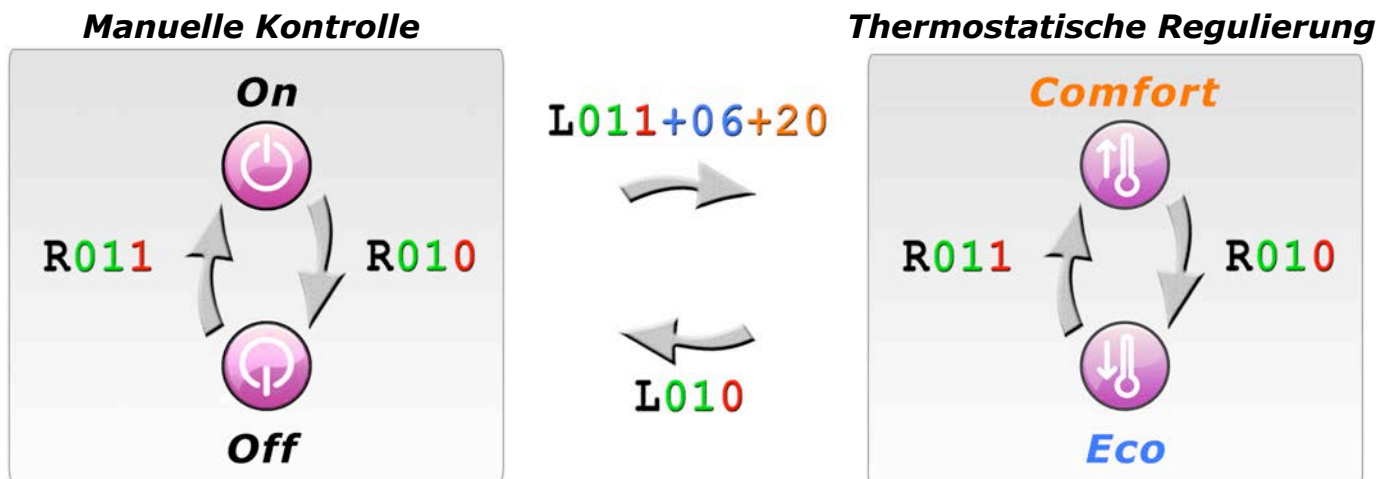 Manuelle Kontrolle
On
R011
R010
Off
L011+06+20
L010
Thermostatische Regulierung
Comfort
R011
R010
Eco